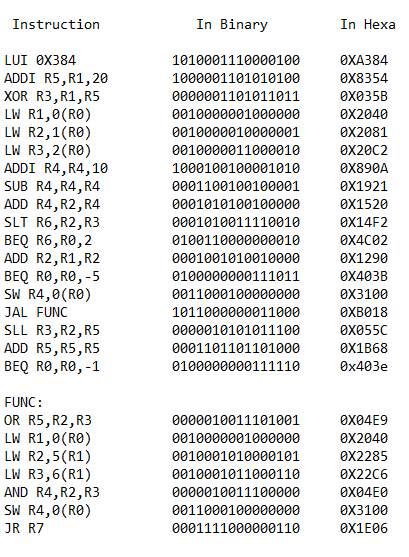 Instruction In Binary In Hexa
LUI 0X384 1010001110000100 0XA384
ADDI R5,R1,20 1000001101010100 0X8354
XOR R3,R1,R5 0000001101011011 0X035B
LW R1,0(R0) 0010000001000000 0X2040
LW R2,1(R0) 0010000010000001 0X2081
LW R3,2(R0) 0010000011000010 0X20C2
ADDI R4,R4,10 1000100100001010 0X890A
SUB R4,R4,R4 0001100100100001 0X1921
ADD R4,R2,R4 0001010100100000 0X1520
SLT R6,R2,R3 0001010011110010 0X14F2
BEQ R6,R0,2 0100110000000010 0X4C02
ADD R2,R1,R2 0001001010010000 0X1290
BEQ R0,R0,-5 0100000000111011 0X403B
SW R4,0(R0) 0011000100000000 0X3100
JAL FUNC 1011000000011000 0XB018
SLL R3,R2,R5 0000010101011100 0X055C
ADD R5,R5,R5 0001101101101000 0X1B68
BEQ R0,R0,-1 0100000000111110 0x403e
FUNC:
OR R5,R2,R3 0000010011101001 0X04E9
LW R1,0(R0) 0010000001000000 0X2040
LW R2,5(R1) 0010001010000101 0X2285
LW R3,6(R1) 0010001011000110 0X22C6
AND R4,R2,R3 0000010011100000 0X04E0
SW R4,0(R0) 0011000100000000 0X3100
JR R7 0001111000000110 0X1E06